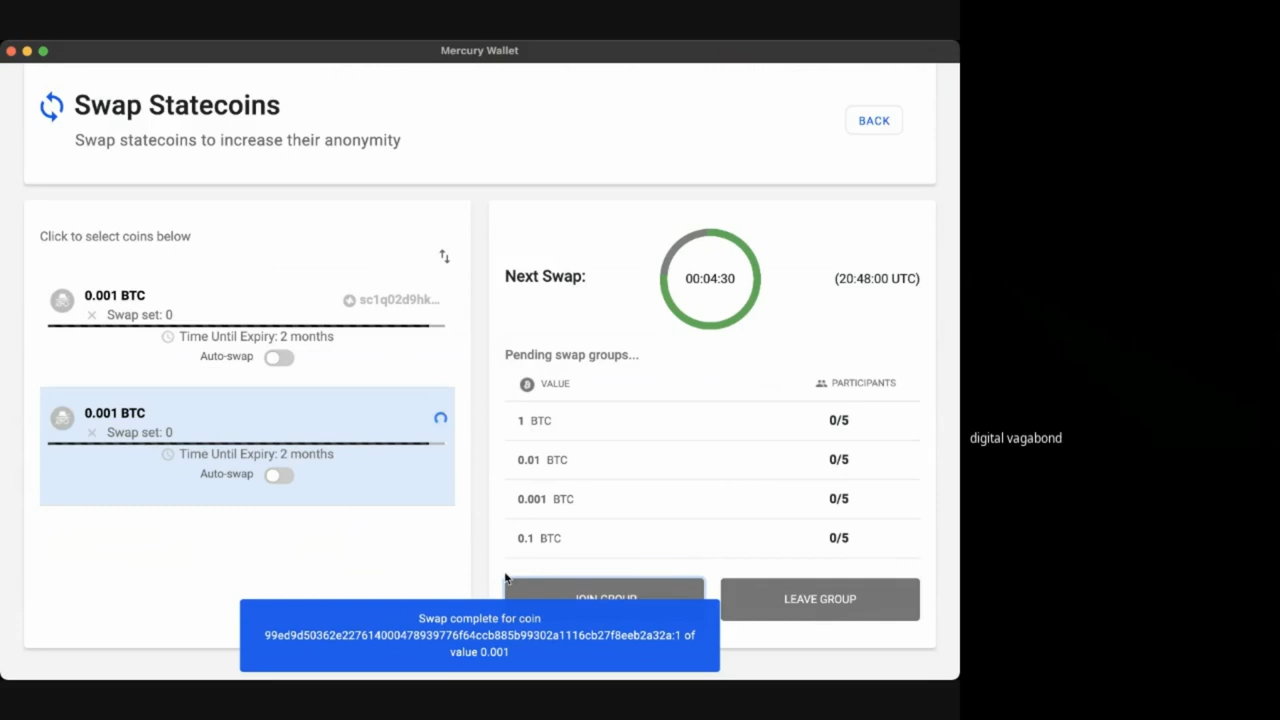 Mercury Wallet
Swap Statecoins
Swap statecoins to increase their anonymity
BACK
Click to select coins below
0.001 BTC
sc1q02d9hk...
Swap set: 0
Time Until Expiry: 2 months
Auto-swap
0.001 BTC
Swap set: 0
Time Until Expiry: 2 months
Auto-swap
Next Swap:
00:04:30
(20:48:00 UTC)
Pending swap groups...
VALUE
PARTICIPANTS
1 BTC
0/5
0.01 BTC
0/5
0.001 BTC
0/5
0.1 BTC
0/5
JOIN GROUP
LEAVE GROUP
Swap complete for coin
99ed9d50362e227614000478939776f64ccb885b99302a1116cb27f8eeb2a32a:1 of
value 0.001
digital vagabond